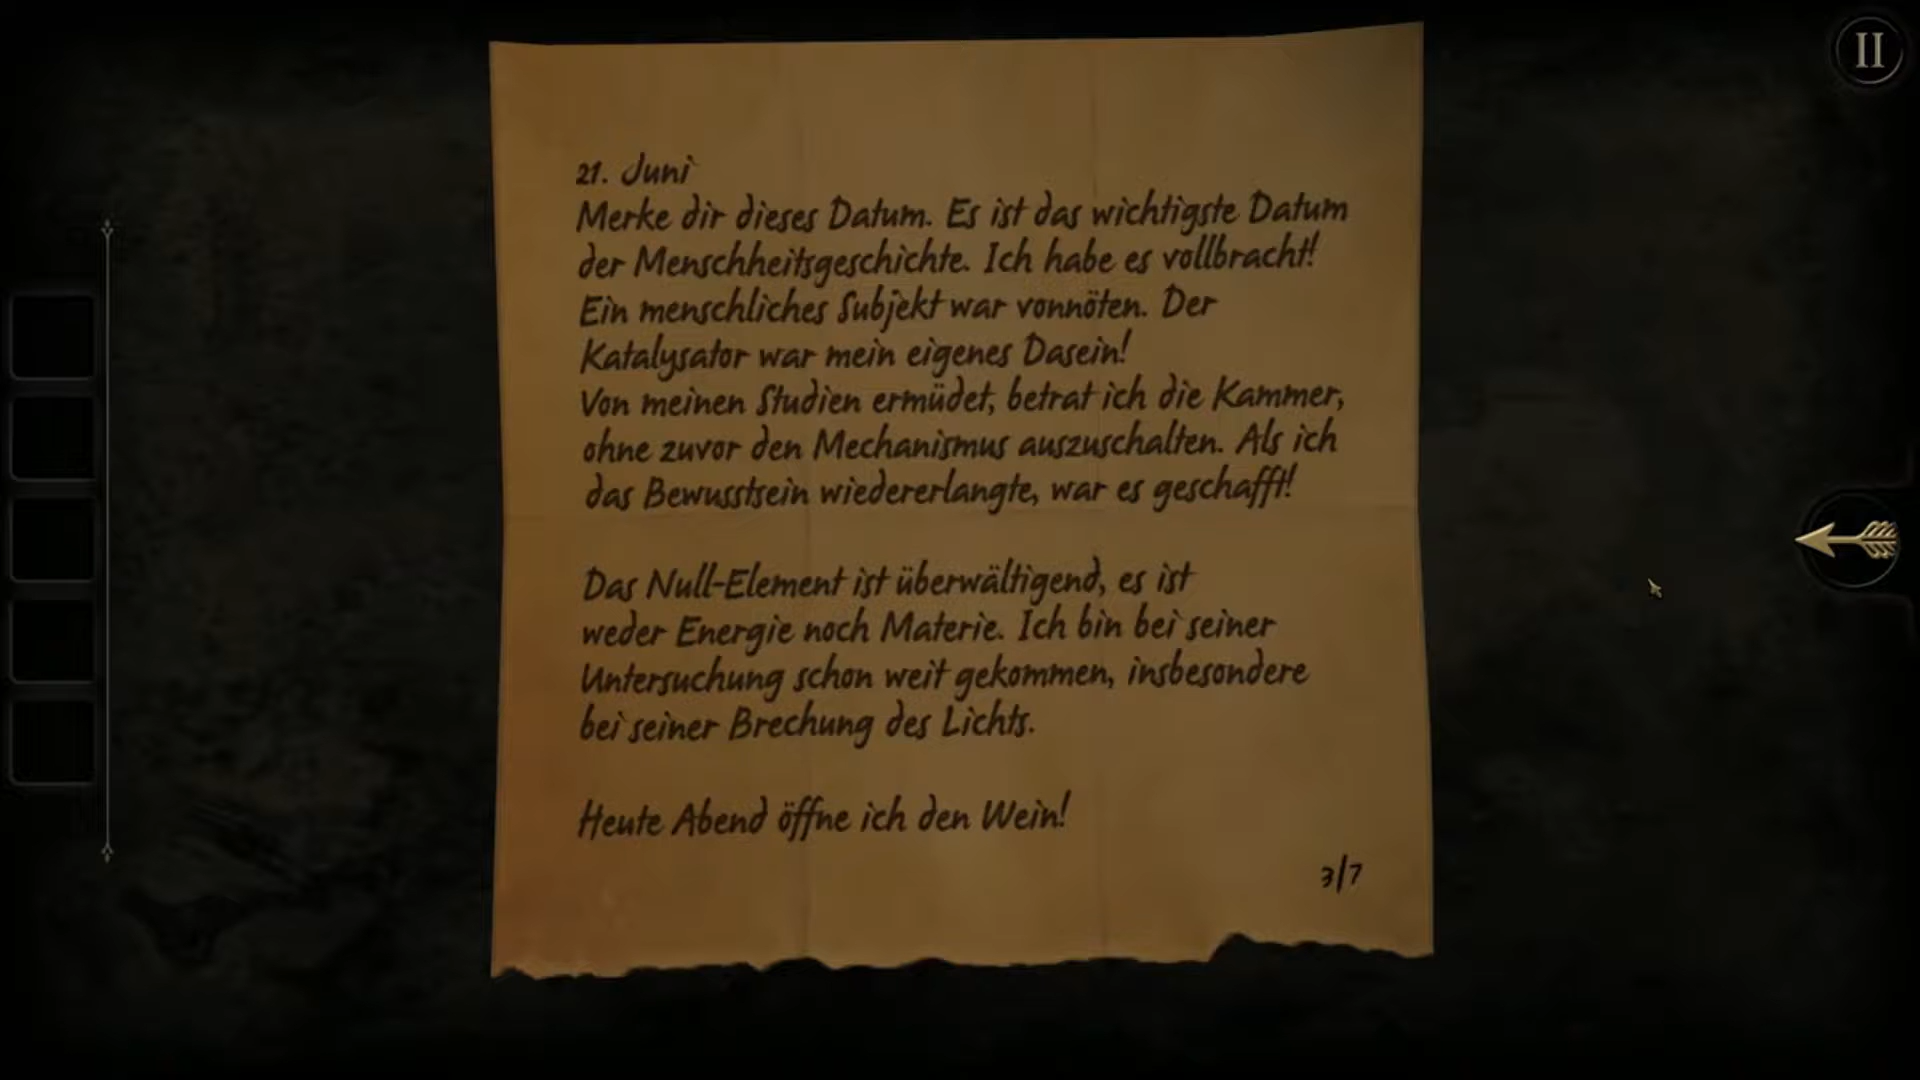 21. Juni
Merke dir dieses Datum. Es ist das wichtigste Datum
der Menschheitsgeschichte. Ich habe es vollbracht!
Ein menschliches Subjekt war vonnöten. Der
Katalysator war mein eigenes Dasein!
Von meinen Studien ermüdet, betrat ich die Kammer,
ohne zuvor den Mechanismus auszuschalten. Als ich
das Bewusstsein wiedererlangte, war es geschafft!
Das Null-Element ist überwältigend, es ist
weder Energie noch Materie. Ich bin bei seiner
Untersuchung schon weit gekommen, insbesondere
bei seiner Brechung des Lichts.
Heute Abend öffne ich den Wein!
3/7